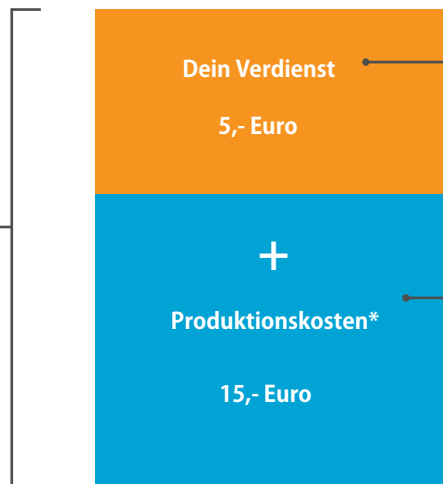 Dein Verdienst
5,- Euro
+
Produktionskosten*
15,- Euro